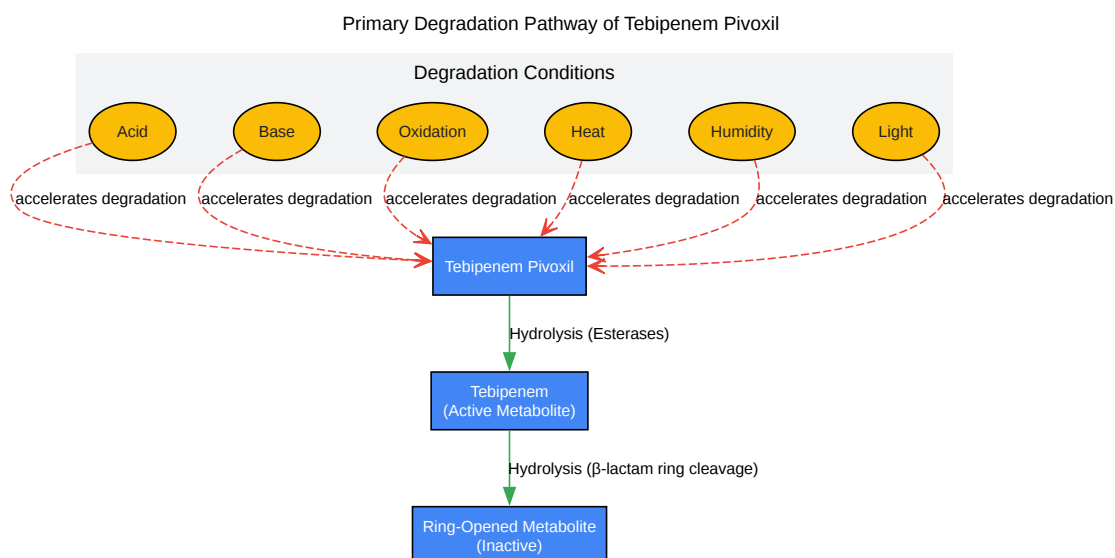 Primary Degradation Pathway of Tebipenem Pivoxil
Degradation Conditions
Acid
Base
Oxidation
Heat
Humidity
Light
accelerates degradation
accelerates degradation
accelerates degradation
accelerates degradation
accelerates degradation
accelerates degradation
Tebipenem Pivoxil
Hydrolysis (Esterases)
Tebipenem
(Active Metabolite)
Hydrolysis (β-lactam ring cleavage)
Ring-Opened Metabolite
(Inactive)